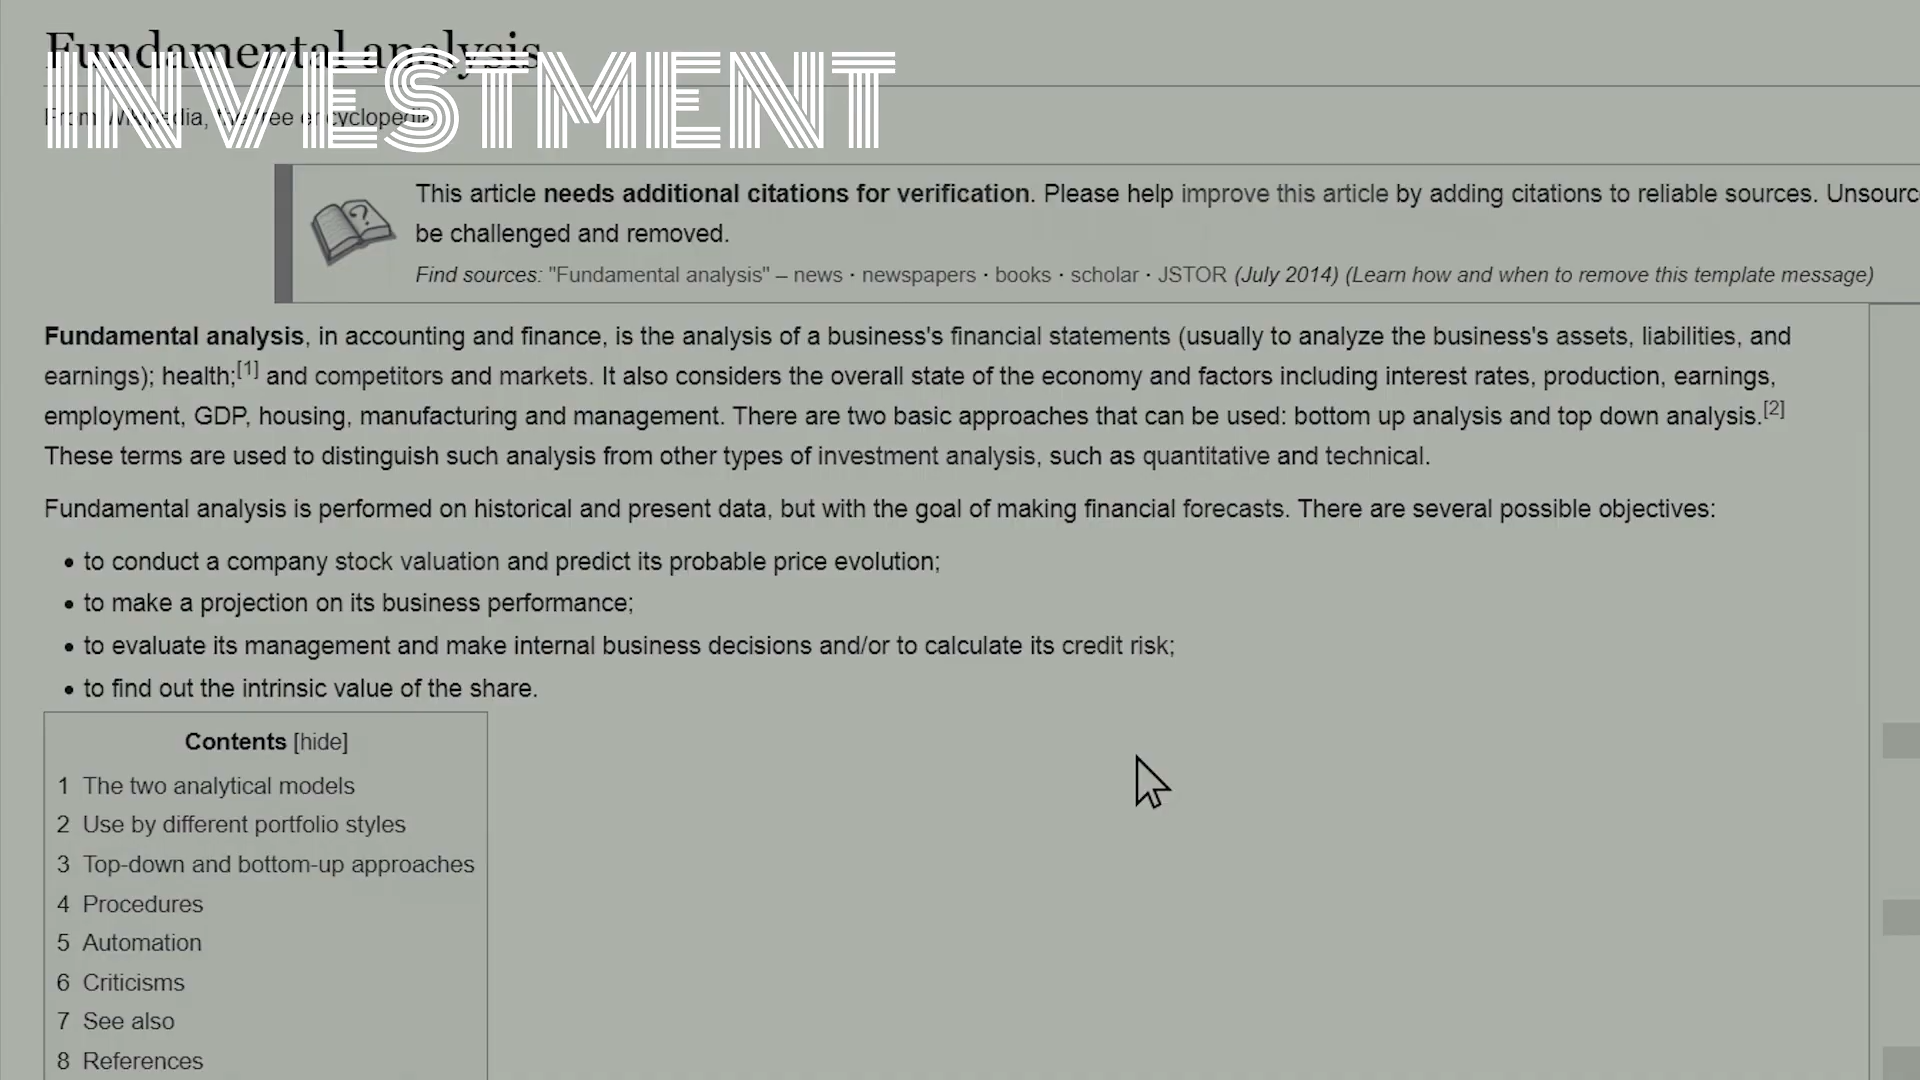 Fundamental analysis
INVESTMENT
From Wikipedia, the free encyclopedia
This article needs additional citations for verification. Please help improve this article by adding citations to reliable sources. Unsourc
be challenged and removed.
Find sources: "Fundamental analysis" – news · newspapers · books · scholar · JSTOR (July 2014) (Learn how and when to remove this template message)
Fundamental analysis, in accounting and finance, is the analysis of a business's financial statements (usually to analyze the business's assets, liabilities, and
earnings); health;[1] and competitors and markets. It also considers the overall state of the economy and factors including interest rates, production, earnings,
employment, GDP, housing, manufacturing and management. There are two basic approaches that can be used: bottom up analysis and top down analysis.[2]
These terms are used to distinguish such analysis from other types of investment analysis, such as quantitative and technical.
Fundamental analysis is performed on historical and present data, but with the goal of making financial forecasts. There are several possible objectives:
• to conduct a company stock valuation and predict its probable price evolution;
• to make a projection on its business performance;
• to evaluate its management and make internal business decisions and/or to calculate its credit risk;
• to find out the intrinsic value of the share.
Contents [hide]
1 The two analytical models
2 Use by different portfolio styles
3 Top-down and bottom-up approaches
4 Procedures
5 Automation
6 Criticisms
7 See also
8 References